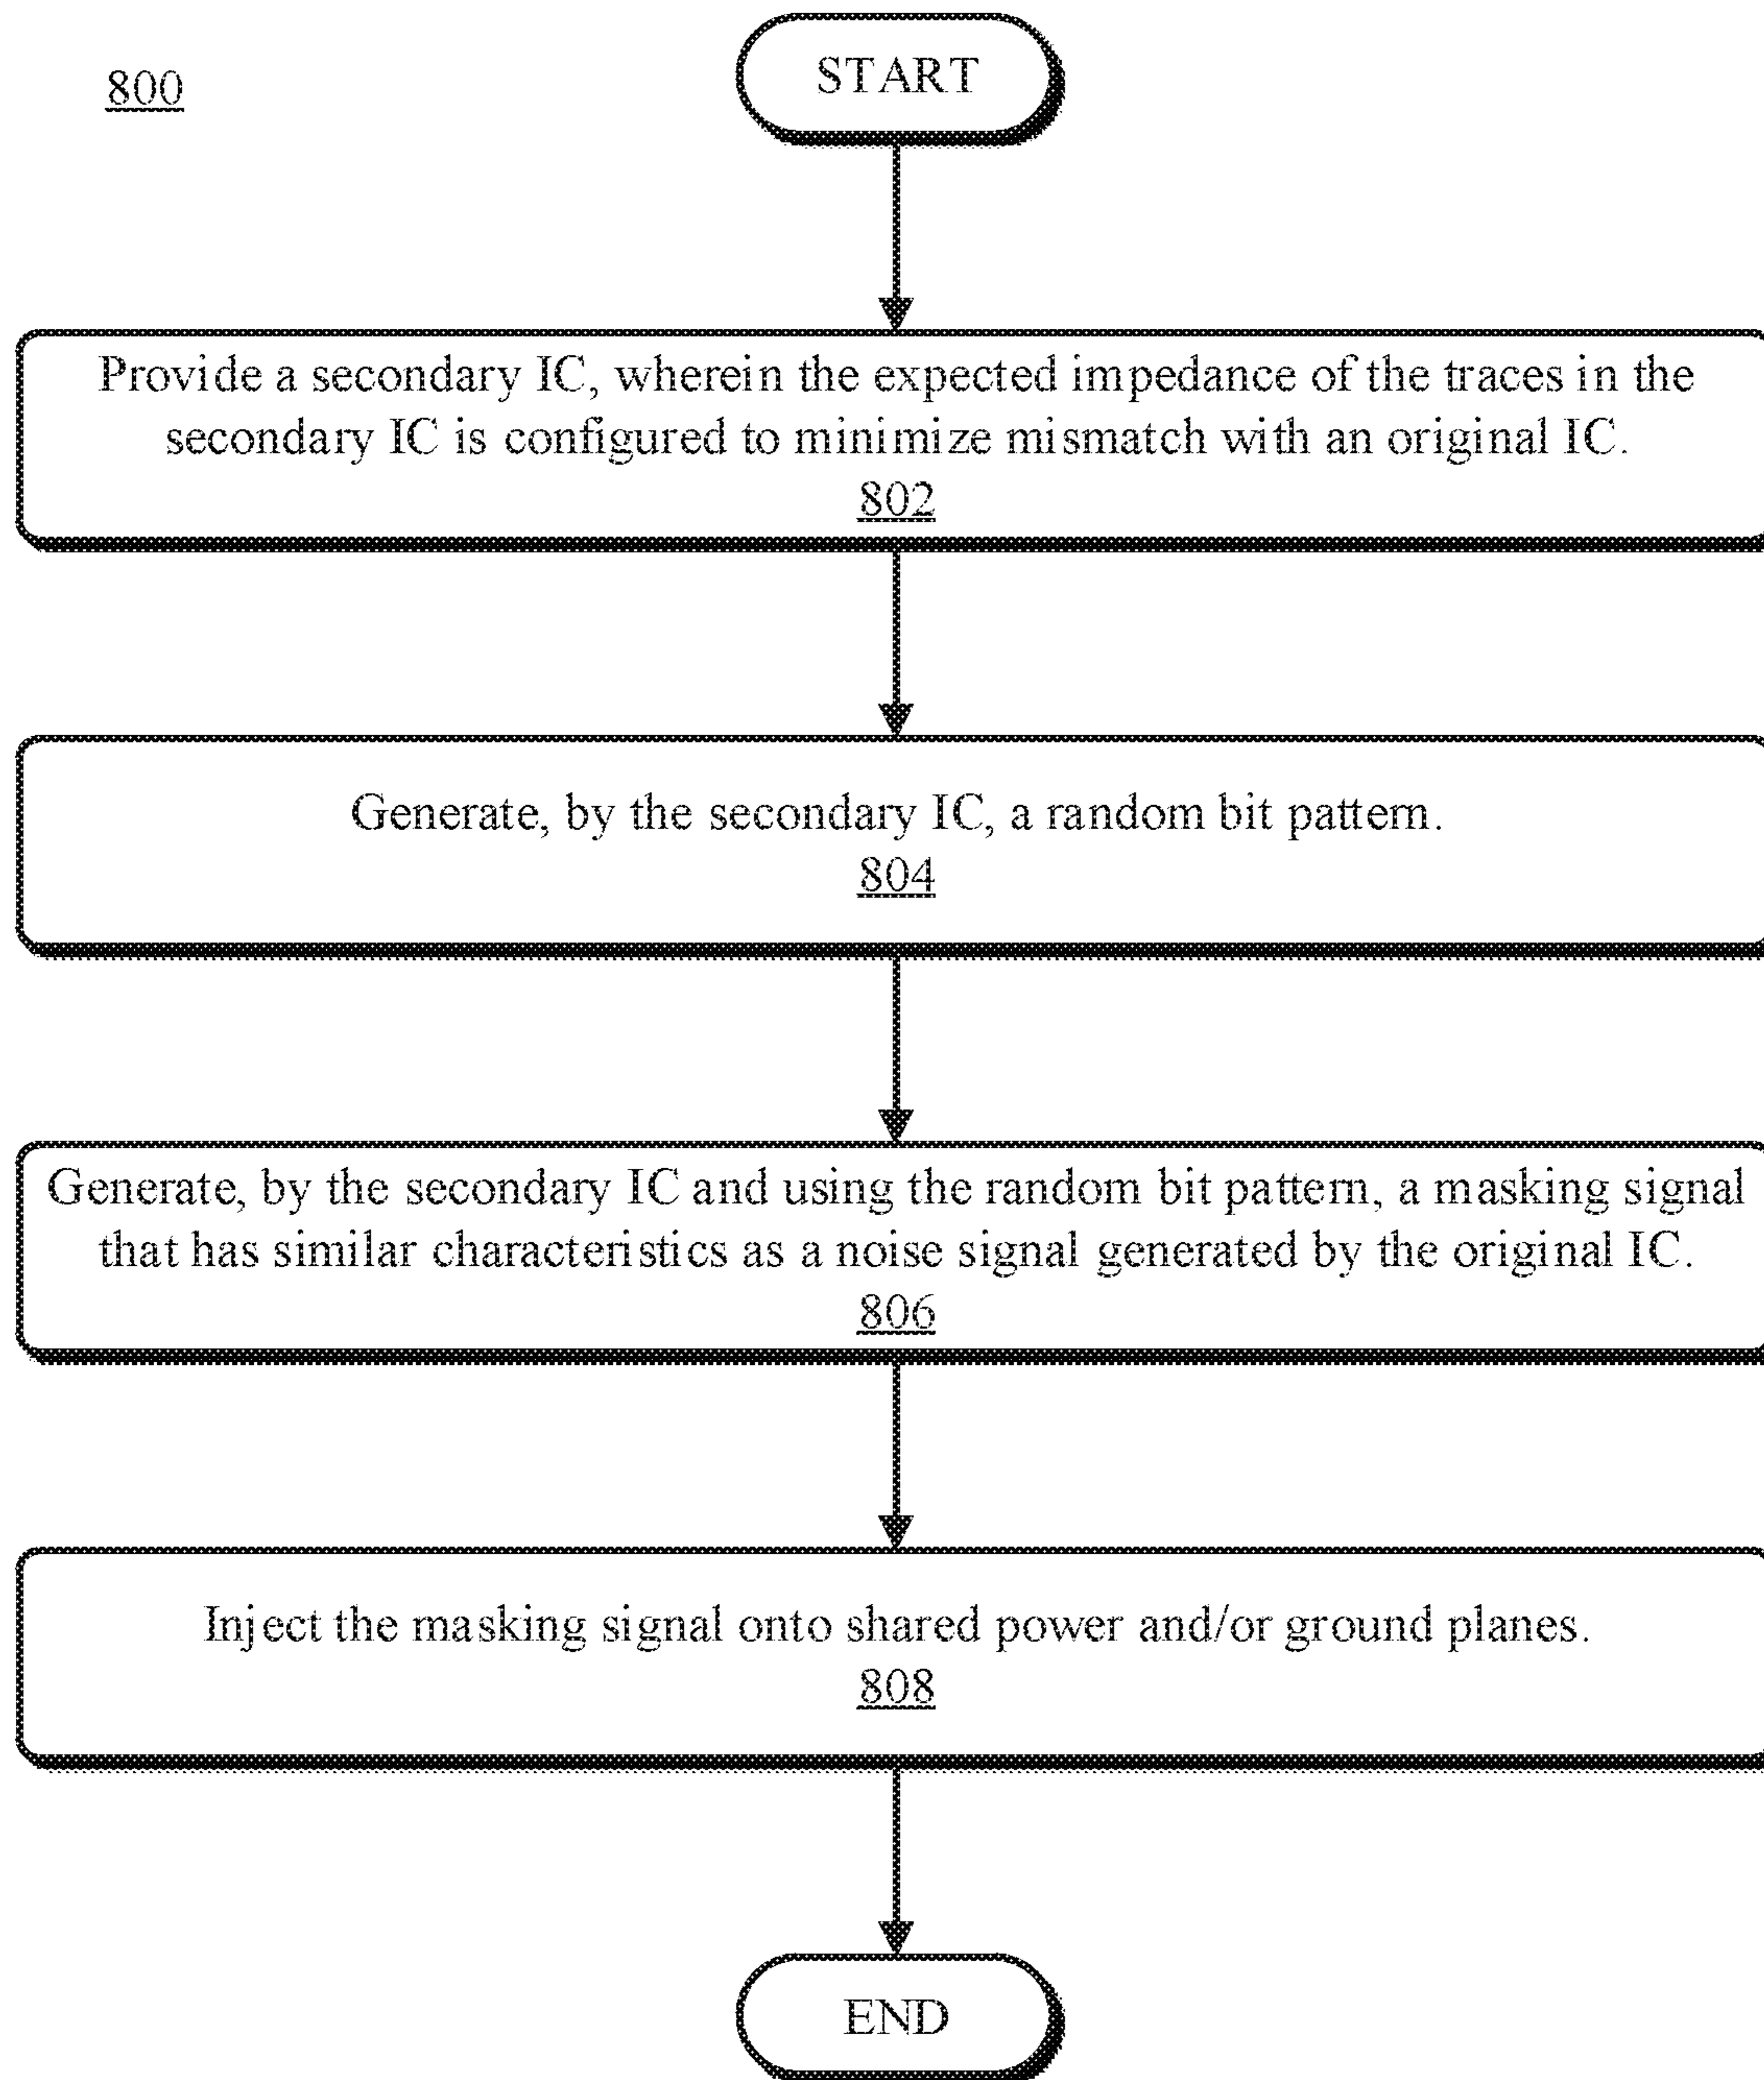 800
START
Provide a secondary IC, wherein the expected impedance of the traces in the
secondary IC is configured to minimize mismatch with an original IC.
802
Generate, by the secondary IC, a random bit pattern.
804
Generate, by the secondary IC and using the random bit pattern, a masking signal
that has similar characteristics as a noise signal generated by the original IC.
806
Inject the masking signal onto shared power and/or ground planes.
808
END